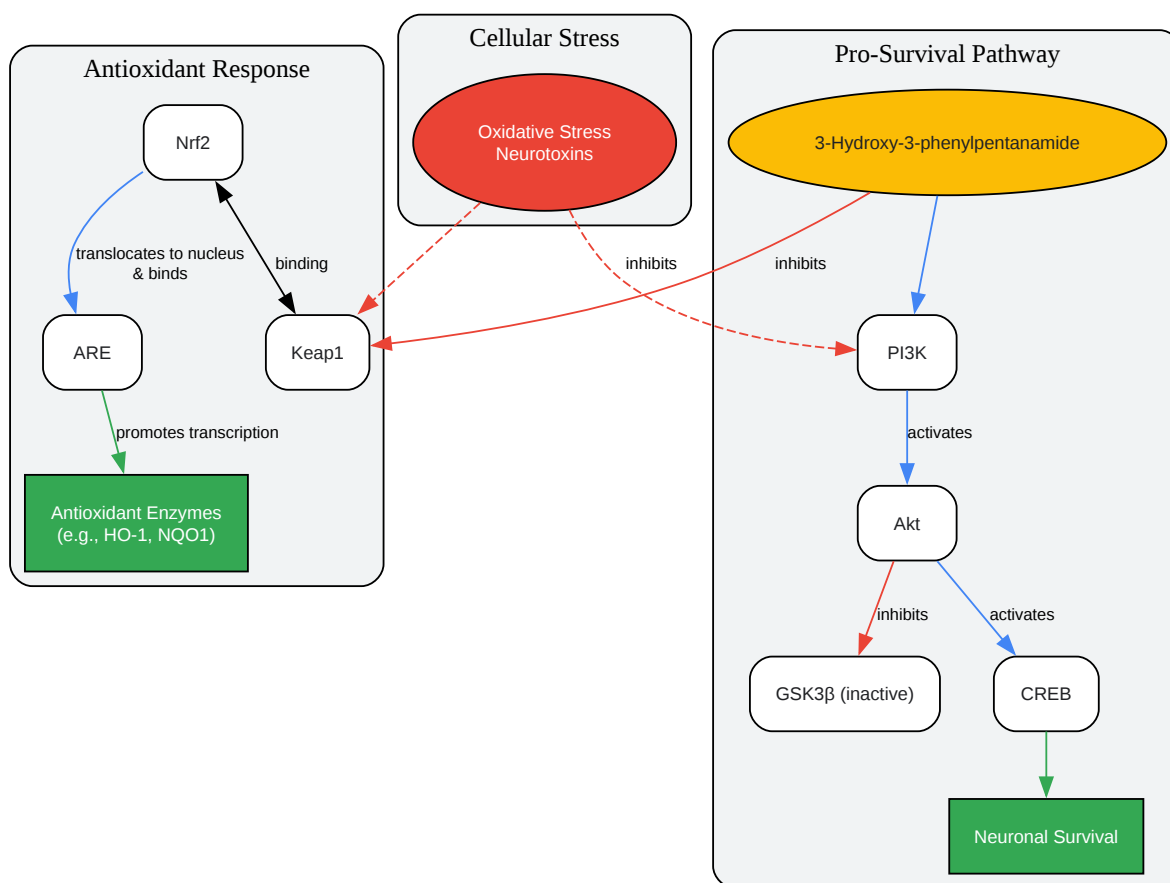 Cellular Stress
Antioxidant Response
Pro-Survival Pathway
Nrf2
Oxidative Stress
Neurotoxins
3-Hydroxy-3-phenylpentanamide
translocates to nucleus
& binds
binding
inhibits
inhibits
ARE
Keap1
PI3K
promotes transcription
activates
Antioxidant Enzymes
(e.g., HO-1, NQO1)
Akt
inhibits
activates
GSK3β (inactive)
CREB
Neuronal Survival